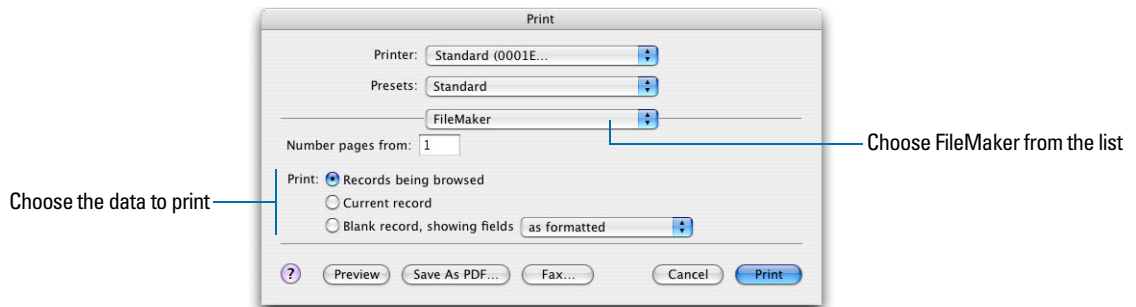 Print
Printer: Standard (0001E...
Presets: Standard
FileMaker
Choose FileMaker from the list
Number pages from: 1
Choose the data to print
Print: Records being browsed
Current record
Blank record, showing fields as formatted
? Preview Save As PDF... Fax... Cancel Print